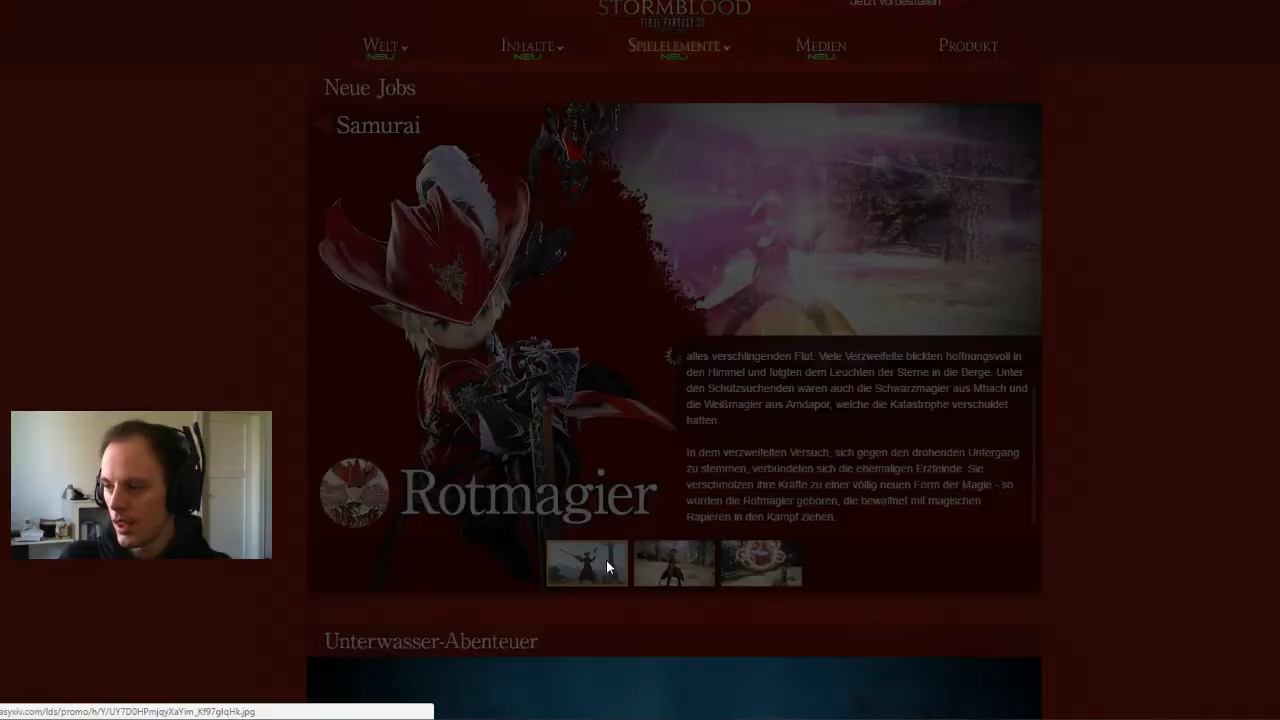 STORMBLOOD
FINAL FANTASY XIV
Jetzt vorbestellen
Welt
NEU
Inhalte
NEU
Spielelemente
NEU
Medien
NEU
Produkt
Neue Jobs
Samurai
alles verschlingenden Flut. Viele Verzweifelte blickten hoffnungsvoll in
den Himmel und folgten dem Leuchten der Sterne in die Berge. Unter
den Schutzsuchenden waren auch die Schwarzmagier aus Mhach und
die Weißmagier aus Amdapor, welche die Katastrophe verschuldet
hatten.
In dem verzweifelten Versuch, sich gegen den drohenden Untergang
zu stemmen, verbündeten sich die ehemaligen Erzfeinde. Sie
verschmolzen ihre Kräfte zu einer völlig neuen Form der Magie - so
wurden die Rotmagier geboren, die bewaffnet mit magischen
Rapieren in den Kampf ziehen.
Rotmagier
Unterwasser-Abenteuer